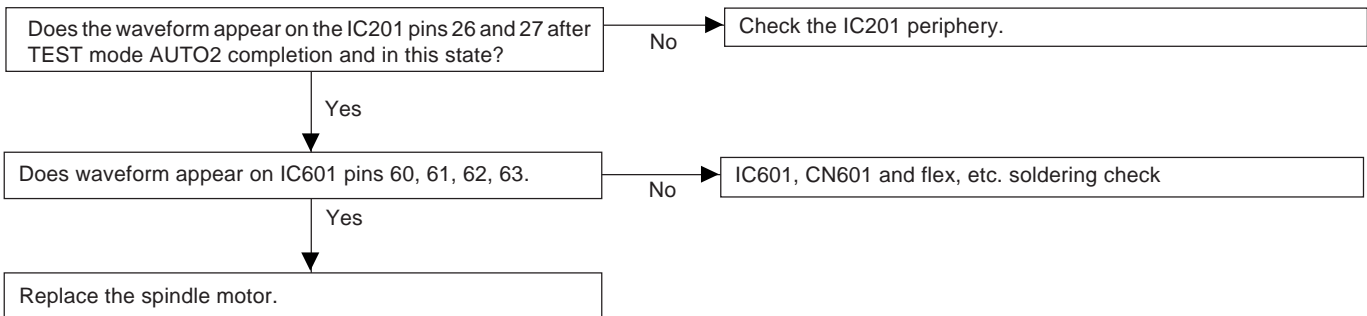 Does the waveform appear on the IC201 pins 26 and 27 after
TEST mode AUTO2 completion and in this state?
No
Check the IC201 periphery.
Yes
Does waveform appear on IC601 pins 60, 61, 62, 63.
No
IC601, CN601 and flex, etc. soldering check
Yes
Replace the spindle motor.